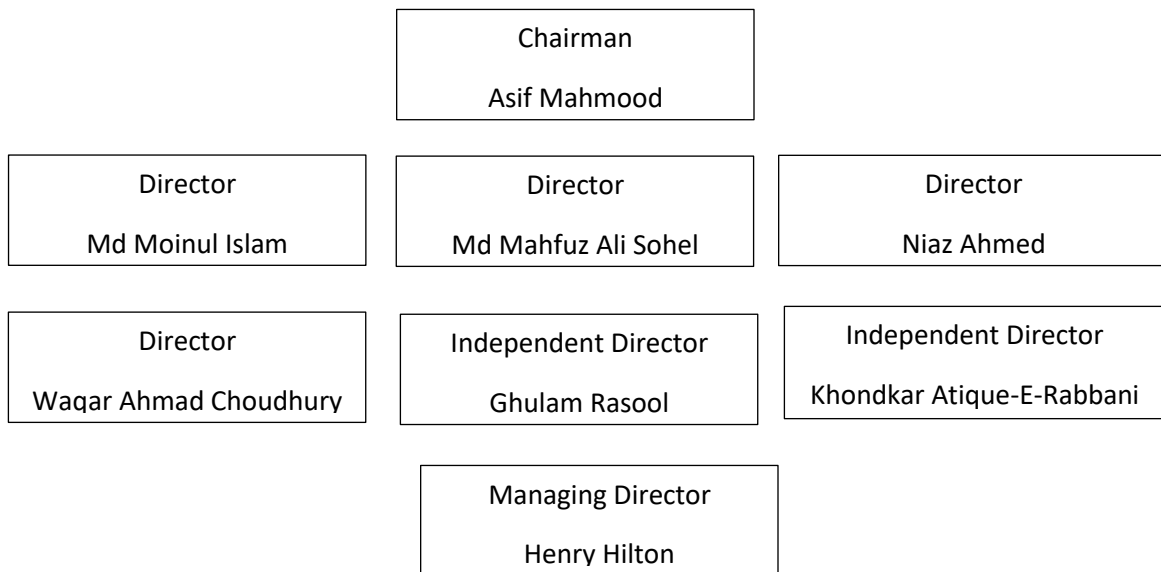 Chairman
Asif Mahmood
Director
Md Moinul Islam
Director
Md Mahfuz Ali Sohel
Director
Niaz Ahmed
Director
Waqar Ahmad Choudhury
Independent Director
Ghulam Rasool
Independent Director
Khondkar Atique-E-Rabbani
Managing Director
Henry Hilton